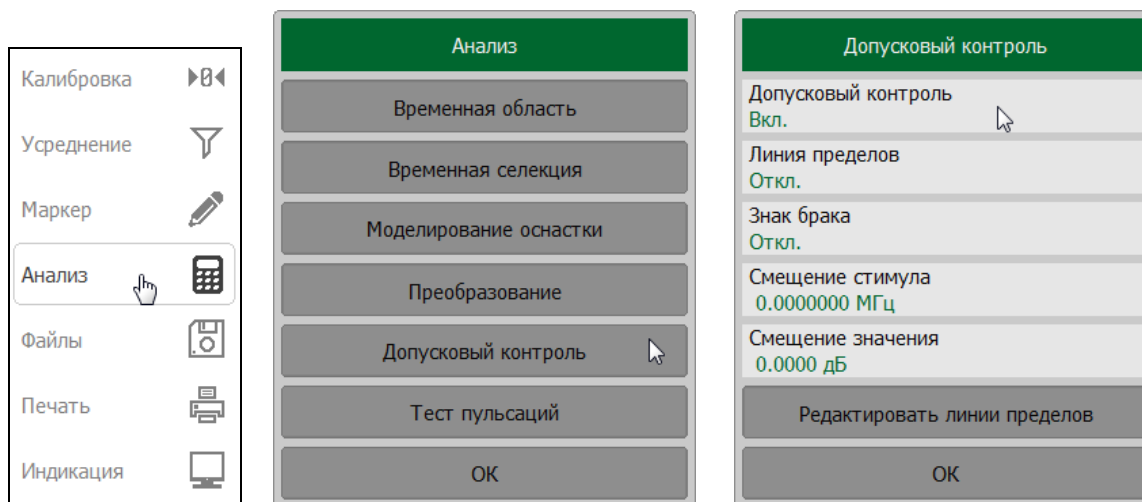 Калибровка
Усреднение
Маркер
Анализ
Файлы
Печать
Индикация
Анализ
Временная область
Временная селекция
Моделирование оснастки
Преобразование
Допусковый контроль
Тест пульсаций
ОК
Допусковый контроль
Допусковый контроль
Вкл.
Линия пределов
Откл.
Знак брака
Откл.
Смещение стимула
0.0000000 МГц
Смещение значения
0.0000 дБ
Редактировать линии пределов
ОК